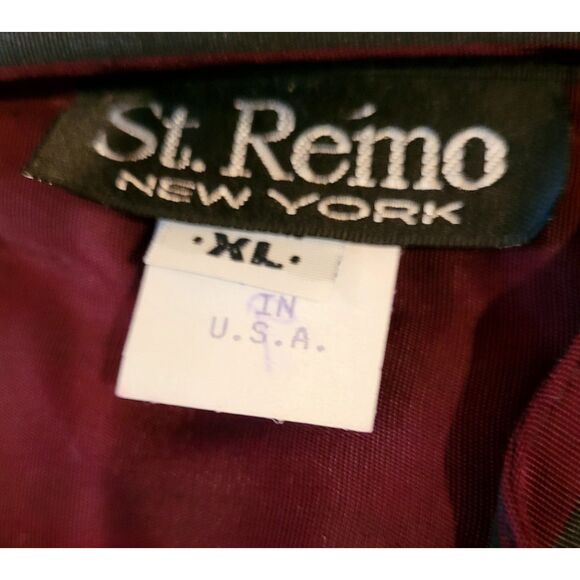 St. Rémo
NEW YORK
·XL·
IN
U.S.A.